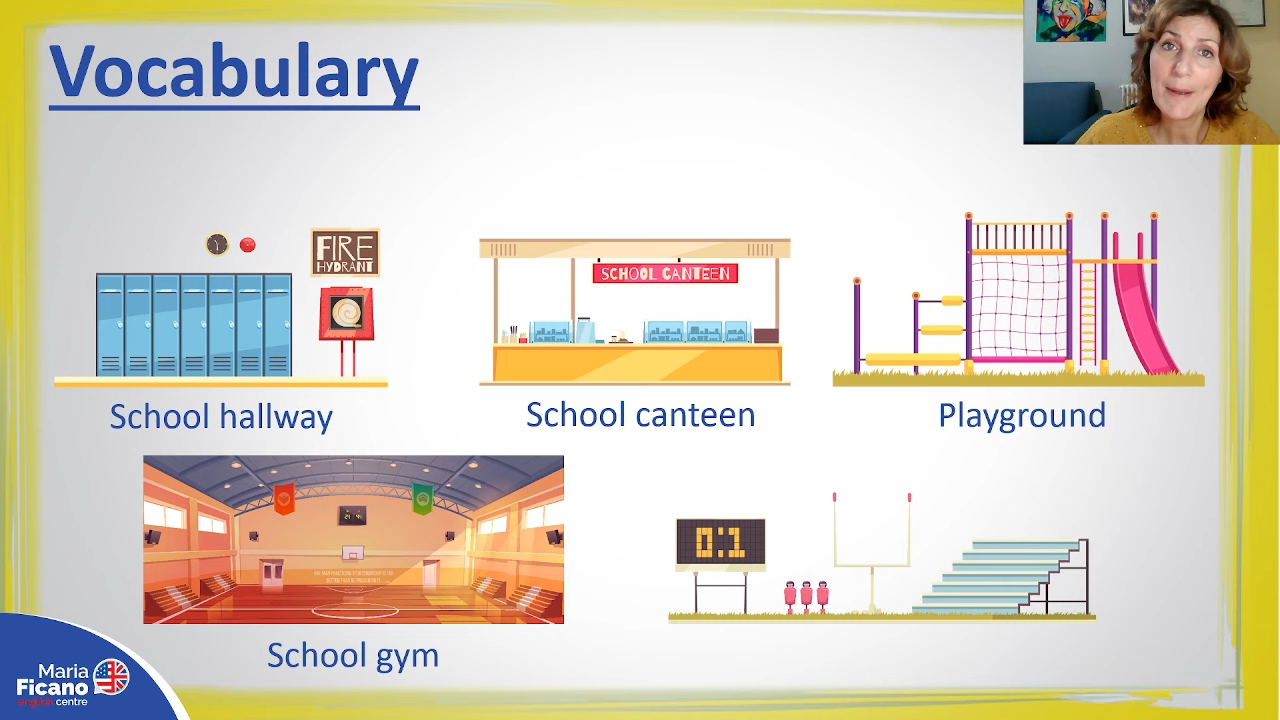 Vocabulary
FIRE
HYDRANT
SCHOOL CANTEEN
School hallway
School canteen
Playground
0:1
School gym
Maria
Ficano
english centre